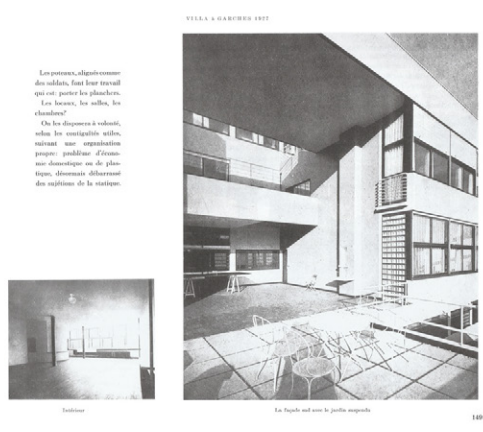 VILLA à GARCHES 1927
Les poteaux, alignés comme
des soldats, font leur travail
qui est: porter les planchers.
Les locaux, les salles, les
chambres?
On les disposera à volonté,
selon les contiguïtés utiles,
suivant une organisation
propre: problème d'écono-
mie domestique ou de plas-
tique, désormais débarrassé
des sujétions de la statique.
Intérieur
La façade sud avec le jardin suspendu
149